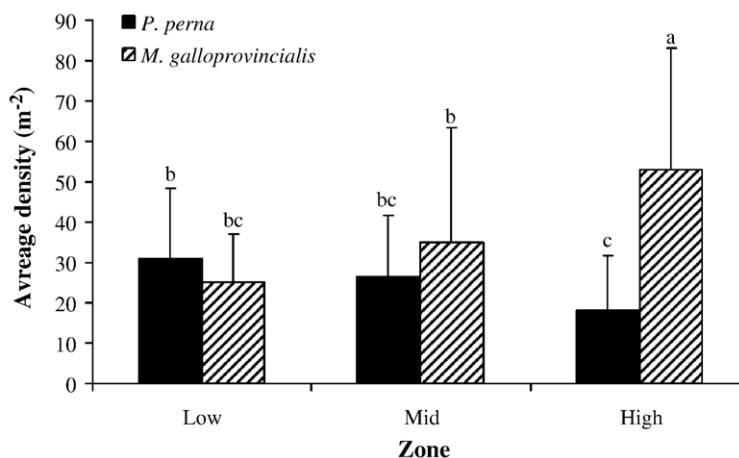 P. perna
M. galloprovincialis
Avreage density (m-2)
90
80
70
60
50
40
30
20
10
0
b
bc
bc
b
c
a
Low Mid High
Zone